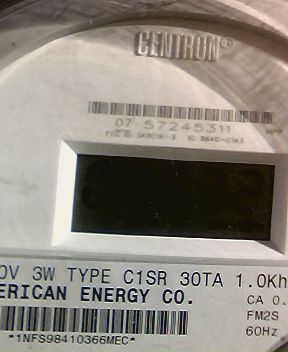 CENTRON®
07 57245311
0V 3W TYPE C1SR 30TA 1.0Kh
ERICAN ENERGY CO.
CA 0.
FM2S
60Hz
*1NFS98410366MEC*